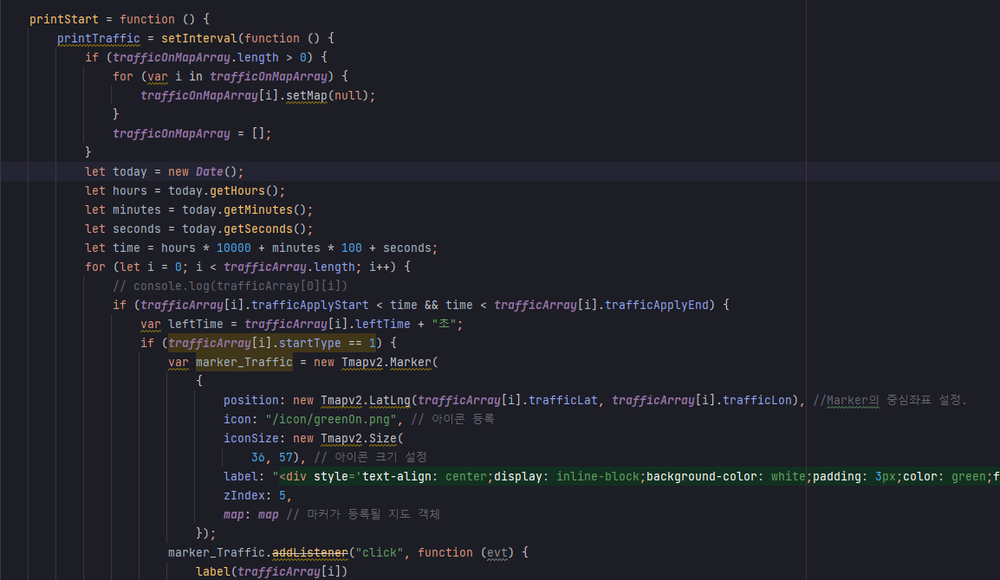 printStart = function () {
printTraffic = setInterval(function () {
if (trafficOnMapArray.length > 0) {
for (var i in trafficOnMapArray) {
trafficOnMapArray[i].setMap(null);
}
trafficOnMapArray = [];
}
let today = new Date();
let hours = today.getHours();
let minutes = today.getMinutes();
let seconds = today.getSeconds();
let time = hours * 10000 + minutes * 100 + seconds;
for (let i = 0; i < trafficArray.length; i++) {
// console.log(trafficArray[0][i])
if (trafficArray[i].trafficApplyStart < time && time < trafficArray[i].trafficApplyEnd) {
var leftTime = trafficArray[i].leftTime + "초";
if (trafficArray[i].startType == 1) {
var marker_Traffic = new Tmapv2.Marker(
{
position: new Tmapv2.LatLng(trafficArray[i].trafficLat, trafficArray[i].trafficLon), //Marker의 중심좌표 설정.
icon: "/icon/greenOn.png", // 아이콘 등록
iconSize: new Tmapv2.Size(
36, 57), // 아이콘 크기 설정
label: "<div style='text-align: center;display: inline-block;background-color: white;padding: 3px;color: green;f
zIndex: 5,
map: map // 마커가 등록될 지도 객체
});
marker_Traffic.addListener("click", function (evt) {
label(trafficArray[i])